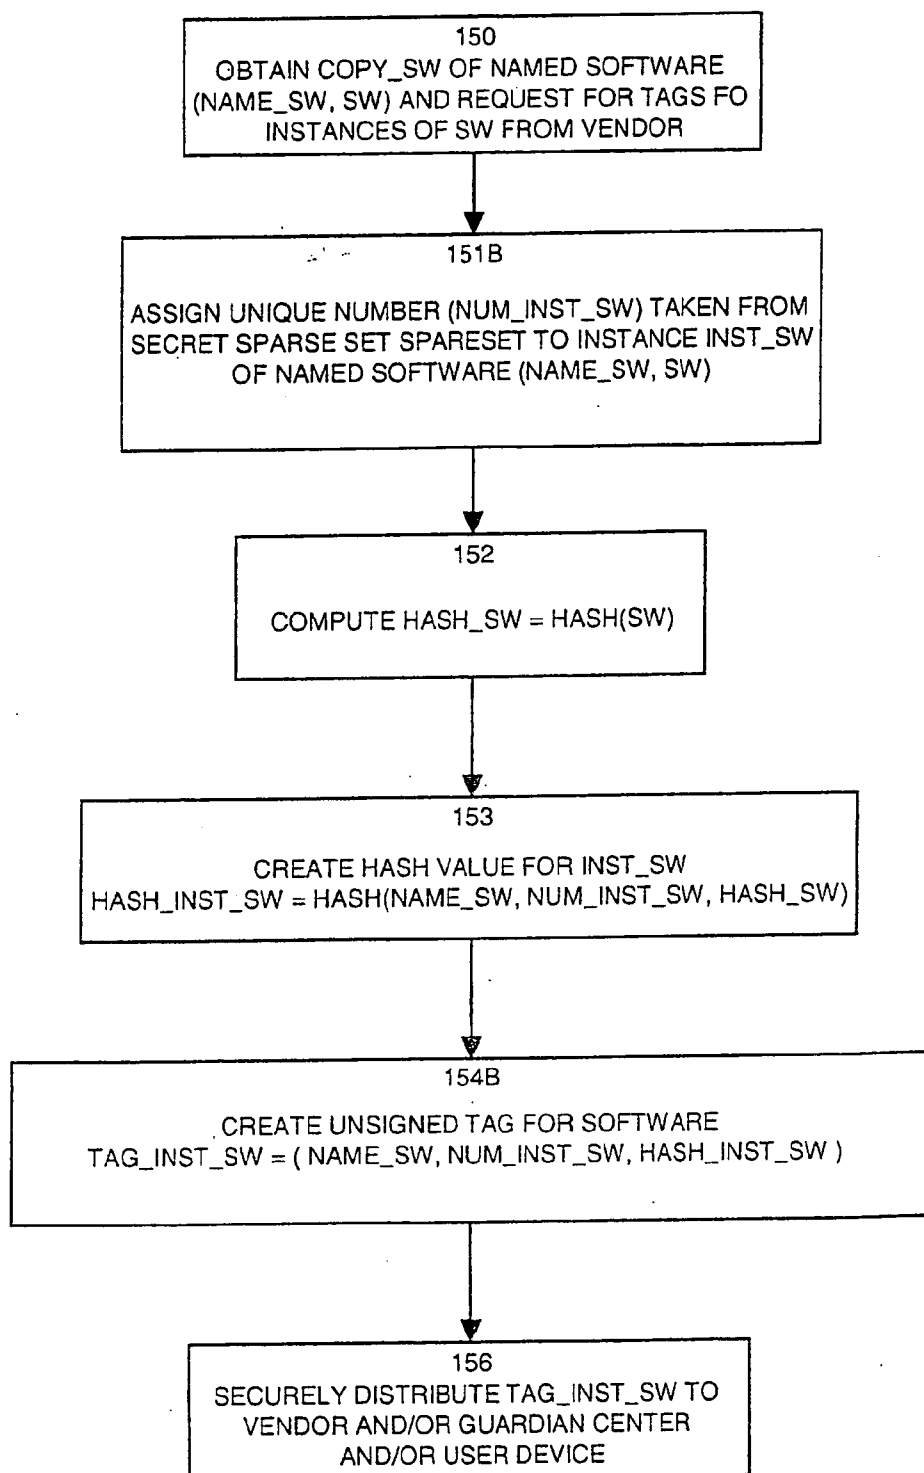 150
OBTAIN COPY_SW OF NAMED SOFTWARE
(NAME_SW, SW) AND REQUEST FOR TAGS FO
INSTANCES OF SW FROM VENDOR
151B
ASSIGN UNIQUE NUMBER (NUM_INST_SW) TAKEN FROM
SECRET SPARSE SET SPARESET TO INSTANCE INST_SW
OF NAMED SOFTWARE (NAME_SW, SW)
152
COMPUTE HASH_SW = HASH(SW)
153
CREATE HASH VALUE FOR INST_SW
HASH_INST_SW = HASH(NAME_SW, NUM_INST_SW, HASH_SW)
154B
CREATE UNSIGNED TAG FOR SOFTWARE
TAG_INST_SW = ( NAME_SW, NUM_INST_SW, HASH_INST_SW )
156
SECURELY DISTRIBUTE TAG_INST_SW TO
VENDOR AND/OR GUARDIAN CENTER
AND/OR USER DEVICE